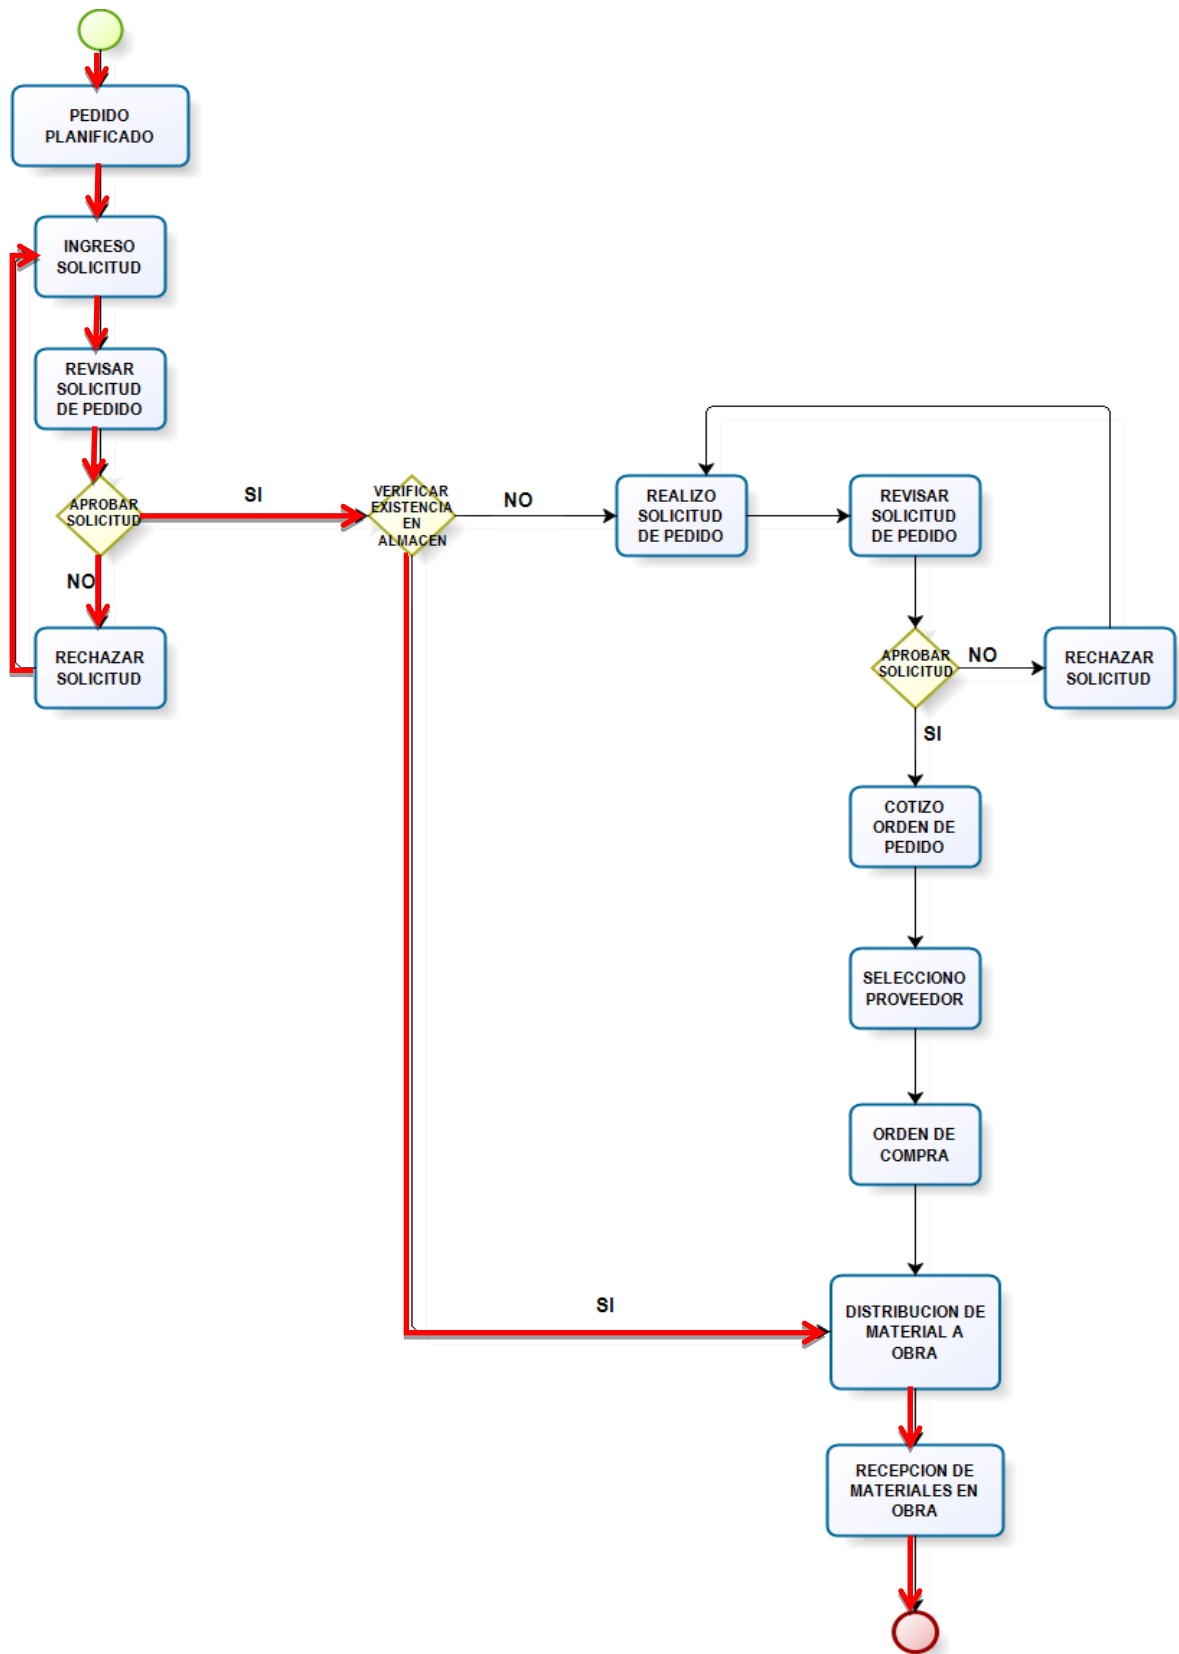 PEDIDO
PLANIFICADO
INGRESO
SOLICITUD
REVISAR
SOLICITUD
DE PEDIDO
APROBAR
SOLICITUD
SI
NO
RECHAZAR
SOLICITUD
VERIFICAR
EXISTENCIA
EN
ALMACEN
NO
REALIZO
SOLICITUD
DE PEDIDO
REVISAR
SOLICITUD
DE PEDIDO
APROBAR
SOLICITUD
NO
RECHAZAR
SOLICITUD
SI
COTIZO
ORDEN DE
PEDIDO
SELECCIONO
PROVEEDOR
ORDEN DE
COMPRA
SI
DISTRIBUCION DE
MATERIAL A
OBRA
RECEPCION DE
MATERIALES EN
OBRA